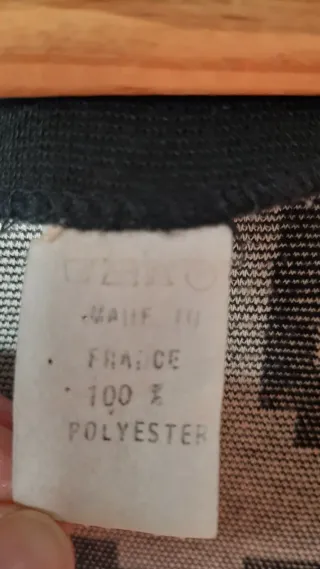 MADE IN
FRANCE
100 %
POLYESTER